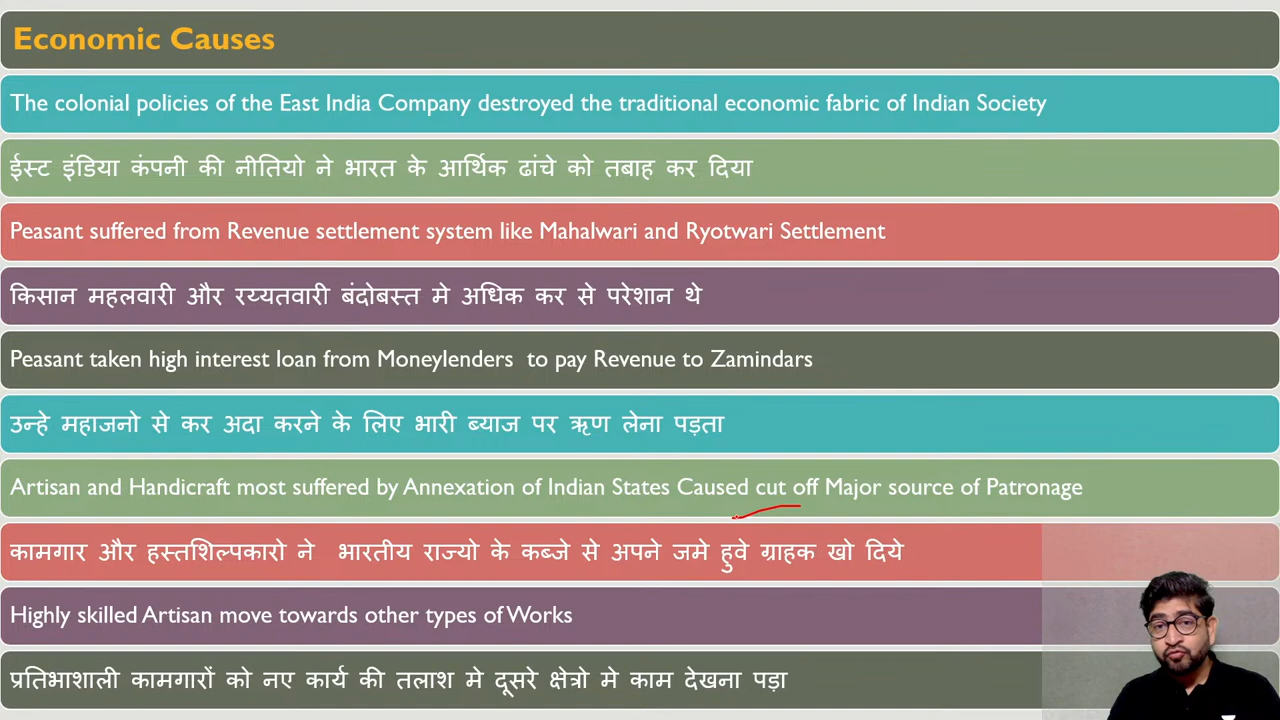 Economic Causes
The colonial policies of the East India Company destroyed the traditional economic fabric of Indian Society
ईस्ट इंडिया कंपनी की नीतियो ने भारत के आर्थिक ढांचे को तबाह कर दिया
Peasant suffered from Revenue settlement system like Mahalwari and Ryotwari Settlement
किसान महलवारी और रय्यतवारी बंदोबस्त मे अधिक कर से परेशान थे
Peasant taken high interest loan from Moneylenders to pay Revenue to Zamindars
उन्हे महाजनो से कर अदा करने के लिए भारी ब्याज पर ऋण लेना पड़ता
Artisan and Handicraft most suffered by Annexation of Indian States Caused cut off Major source of Patronage
कामगार और हस्तशिल्पकारो ने भारतीय राज्यो के कब्जे से अपने जमे हुवे ग्राहक खो दिये
Highly skilled Artisan move towards other types of Works
प्रतिभाशाली कामगारों को नए कार्य की तलाश मे दूसरे क्षेत्रो मे काम देखना पड़ा